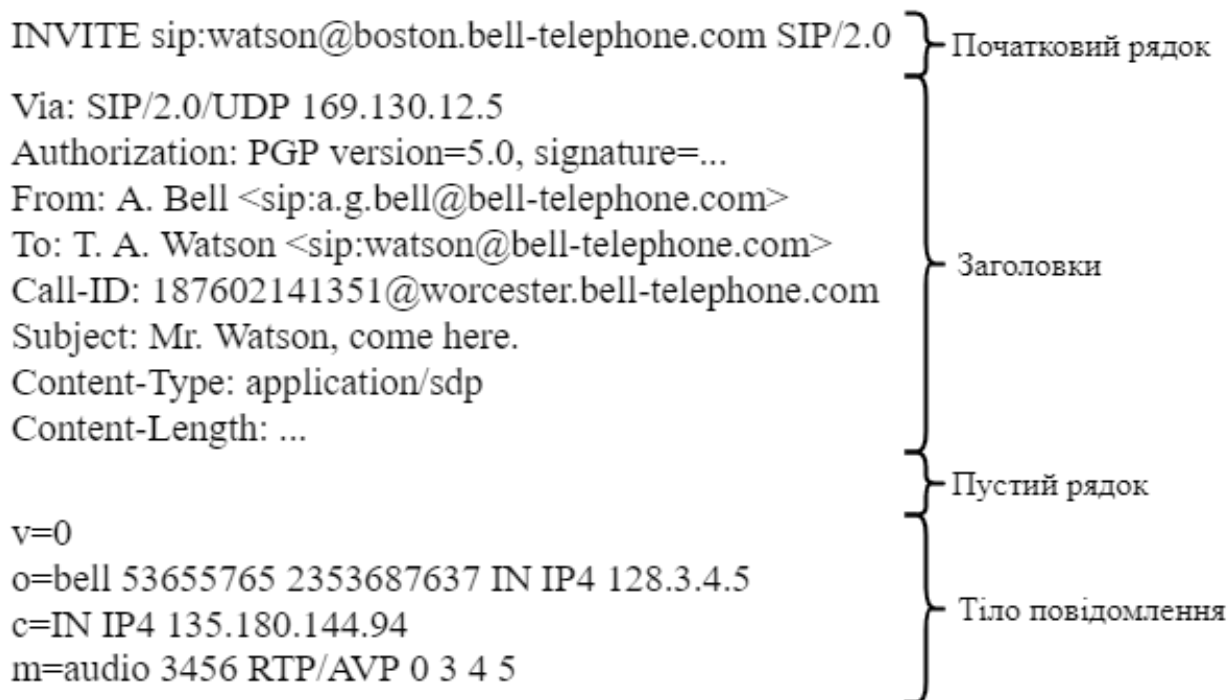 INVITE sip:watson@boston.bell-telephone.com SIP/2.0
Початковий рядок
Via: SIP/2.0/UDP 169.130.12.5
Authorization: PGP version=5.0, signature=...
From: A. Bell <sip:a.g.bell@bell-telephone.com>
To: T. A. Watson <sip:watson@bell-telephone.com>
Call-ID: 187602141351@worcester.bell-telephone.com
Subject: Mr. Watson, come here.
Content-Type: application/sdp
Content-Length: ...
Заголовки
Пустий рядок
v=0
o=bell 53655765 2353687637 IN IP4 128.3.4.5
c=IN IP4 135.180.144.94
m=audio 3456 RTP/AVP 0 3 4 5
Тіло повідомлення